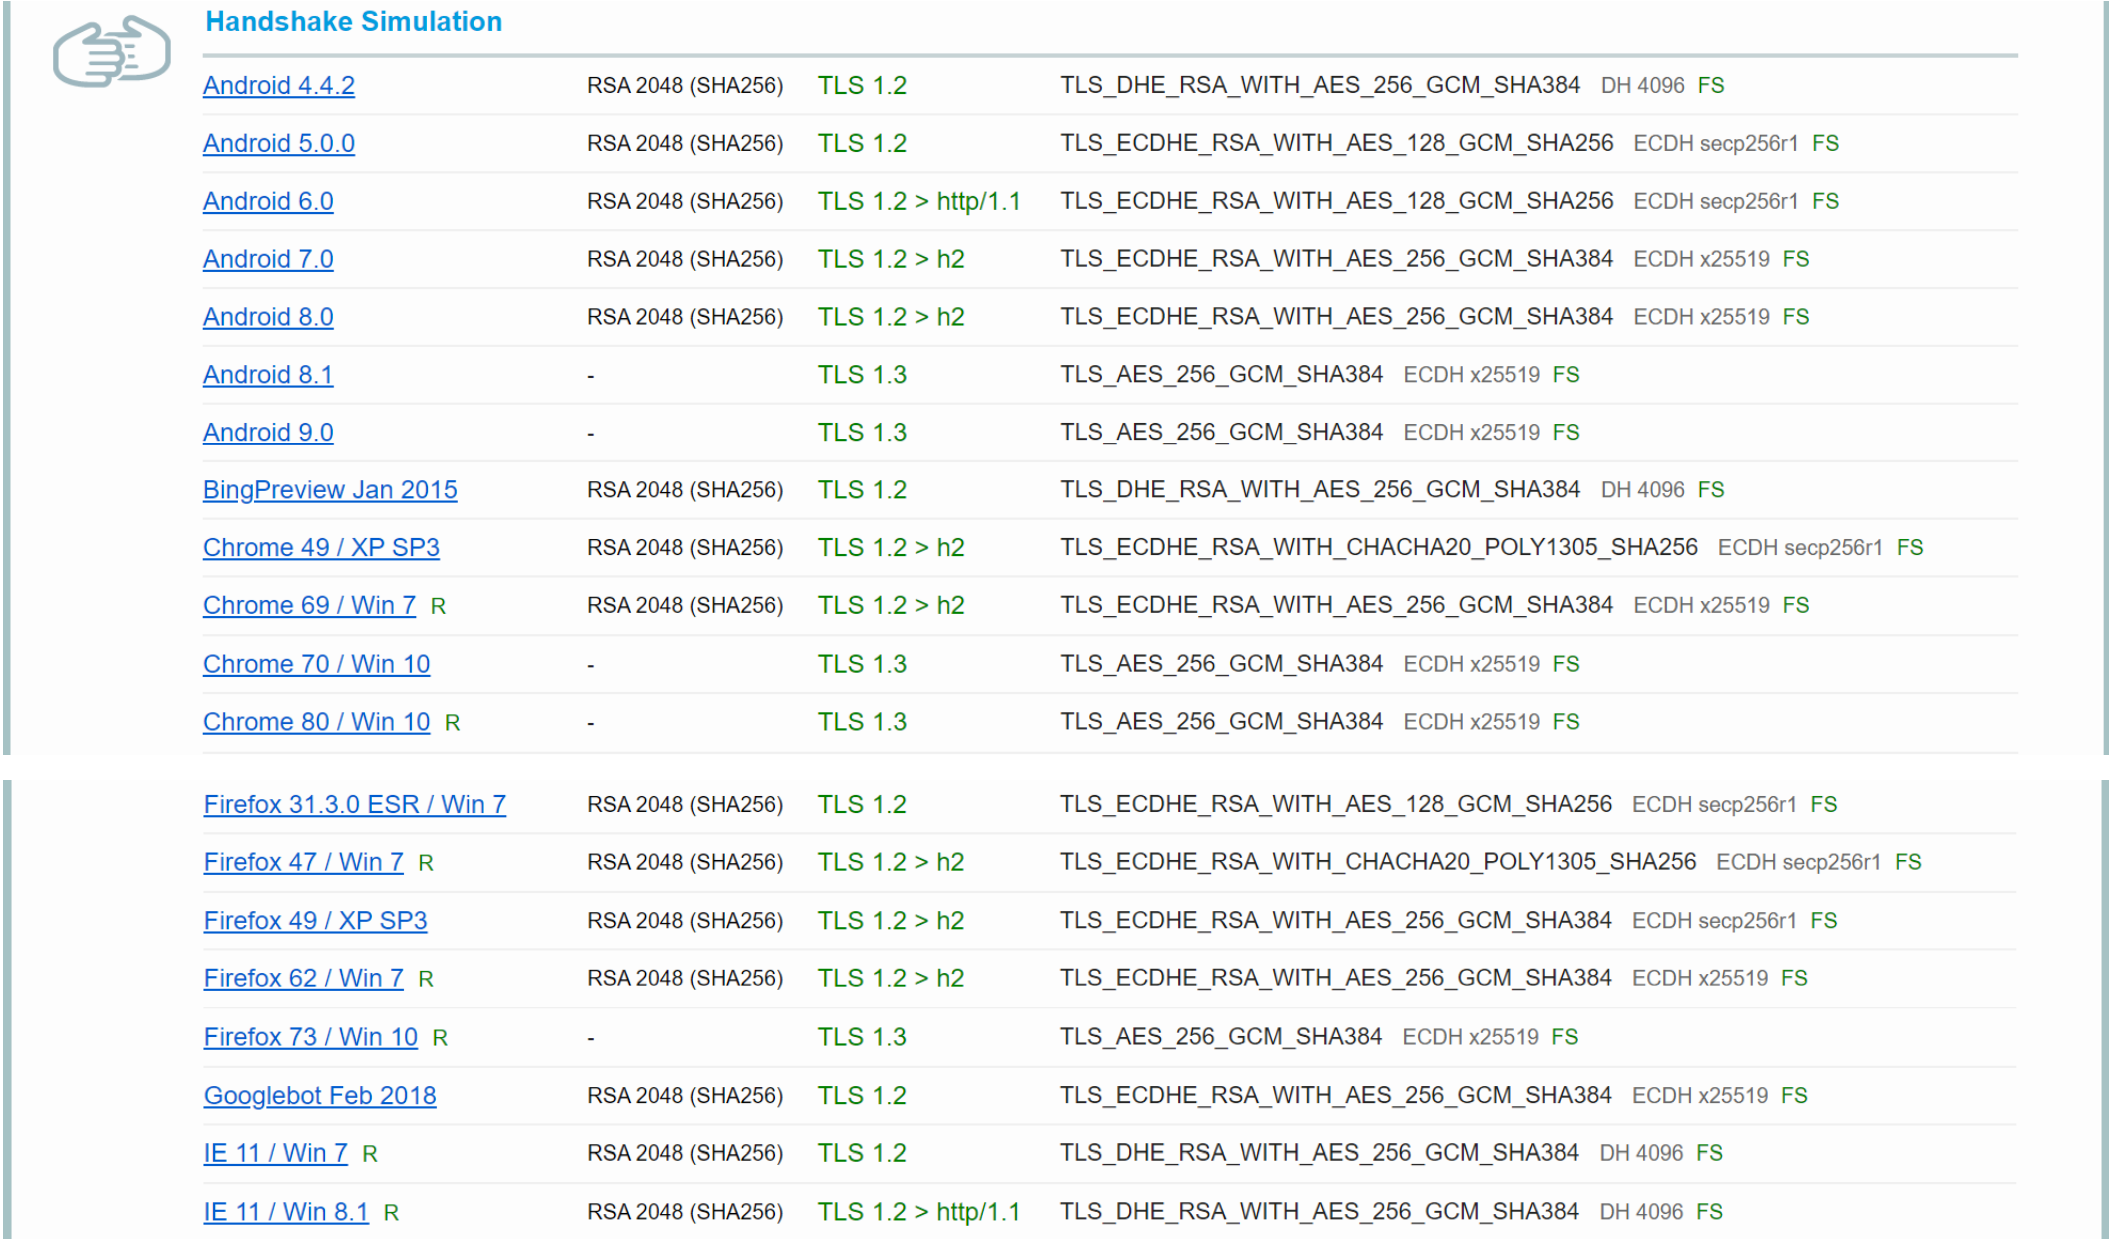 Handshake Simulation
Android 4.4.2 RSA 2048 (SHA256) TLS 1.2 TLS_DHE_RSA_WITH_AES_256_GCM_SHA384 DH 4096 FS
Android 5.0.0 RSA 2048 (SHA256) TLS 1.2 TLS_ECDHE_RSA_WITH_AES_128_GCM_SHA256 ECDH secp256r1 FS
Android 6.0 RSA 2048 (SHA256) TLS 1.2 > http/1.1 TLS_ECDHE_RSA_WITH_AES_128_GCM_SHA256 ECDH secp256r1 FS
Android 7.0 RSA 2048 (SHA256) TLS 1.2 > h2 TLS_ECDHE_RSA_WITH_AES_256_GCM_SHA384 ECDH x25519 FS
Android 8.0 RSA 2048 (SHA256) TLS 1.2 > h2 TLS_ECDHE_RSA_WITH_AES_256_GCM_SHA384 ECDH x25519 FS
Android 8.1 - TLS 1.3 TLS_AES_256_GCM_SHA384 ECDH x25519 FS
Android 9.0 - TLS 1.3 TLS_AES_256_GCM_SHA384 ECDH x25519 FS
BingPreview Jan 2015 RSA 2048 (SHA256) TLS 1.2 TLS_DHE_RSA_WITH_AES_256_GCM_SHA384 DH 4096 FS
Chrome 49 / XP SP3 RSA 2048 (SHA256) TLS 1.2 > h2 TLS_ECDHE_RSA_WITH_CHACHA20_POLY1305_SHA256 ECDH secp256r1 FS
Chrome 69 / Win 7 R RSA 2048 (SHA256) TLS 1.2 > h2 TLS_ECDHE_RSA_WITH_AES_256_GCM_SHA384 ECDH x25519 FS
Chrome 70 / Win 10 - TLS 1.3 TLS_AES_256_GCM_SHA384 ECDH x25519 FS
Chrome 80 / Win 10 R - TLS 1.3 TLS_AES_256_GCM_SHA384 ECDH x25519 FS
Firefox 31.3.0 ESR / Win 7 RSA 2048 (SHA256) TLS 1.2 TLS_ECDHE_RSA_WITH_AES_128_GCM_SHA256 ECDH secp256r1 FS
Firefox 47 / Win 7 R RSA 2048 (SHA256) TLS 1.2 > h2 TLS_ECDHE_RSA_WITH_CHACHA20_POLY1305_SHA256 ECDH secp256r1 FS
Firefox 49 / XP SP3 RSA 2048 (SHA256) TLS 1.2 > h2 TLS_ECDHE_RSA_WITH_AES_256_GCM_SHA384 ECDH secp256r1 FS
Firefox 62 / Win 7 R RSA 2048 (SHA256) TLS 1.2 > h2 TLS_ECDHE_RSA_WITH_AES_256_GCM_SHA384 ECDH x25519 FS
Firefox 73 / Win 10 R - TLS 1.3 TLS_AES_256_GCM_SHA384 ECDH x25519 FS
Googlebot Feb 2018 RSA 2048 (SHA256) TLS 1.2 TLS_ECDHE_RSA_WITH_AES_256_GCM_SHA384 ECDH x25519 FS
IE 11 / Win 7 R RSA 2048 (SHA256) TLS 1.2 TLS_DHE_RSA_WITH_AES_256_GCM_SHA384 DH 4096 FS
IE 11 / Win 8.1 R RSA 2048 (SHA256) TLS 1.2 > http/1.1 TLS_DHE_RSA_WITH_AES_256_GCM_SHA384 DH 4096 FS